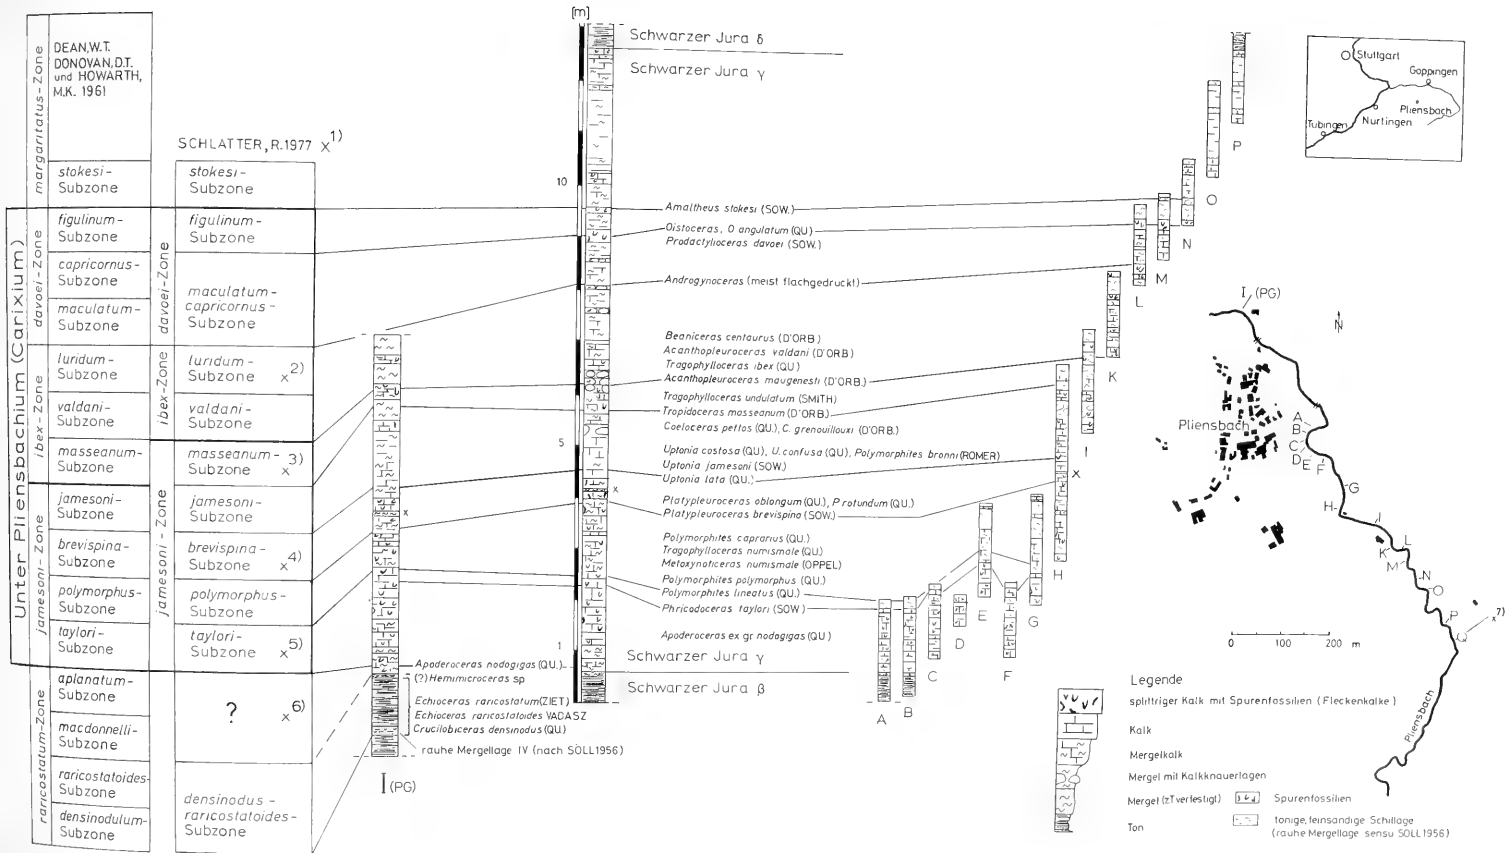 Unter Pliensbachium (Carixium)
margaritatus-Zone
davoei-Zone
ibex-Zone
jamesoni-Zone
raricostatum-Zone
DEAN,W.T.
DONOVAN,D.T.
und HOWARTH,
M.K. 1961
stokesi-
Subzone
figulinum-
Subzone
capricornus-
Subzone
maculatum-
Subzone
luridum-
Subzone
valdani-
Subzone
masseanum-
Subzone
jamesoni-
Subzone
brevispina-
Subzone
polymorphus-
Subzone
taylori-
Subzone
aplanatum-
Subzone
macdonnelli-
Subzone
raricostatoides-
Subzone
densinodulum-
Subzone
davoei-Zone
ibex-Zone
jamesoni-Zone
SCHLATTER, R.1977 x1)
stokesi-
Subzone
figulinum-
Subzone
maculatum-
capricornus-
Subzone
luridum-
Subzone x2)
valdani-
Subzone
masseanum-
Subzone x3)
jamesoni-
Subzone
brevispina-
Subzone x4)
polymorphus-
Subzone
taylori-
Subzone x5)
? x6)
densinodus-
raricostatoides-
Subzone
x
I (PG)
[m]
10
5
1
x
Schwarzer Jura δ
Schwarzer Jura γ
Amaltheus stokesi (SOW.)
Oistoceras, O angulatum (QU)
Prodactylioceras davoei (SOW.)
Androgynoceras (meist flachgedruckt)
Beaniceras centaurus (D'ORB)
Acanthopleuroceras valdani (D'ORB)
Tragophylloceras ibex (QU)
Acanthopleuroceras maugenesti (D'ORB.)
Tragophylloceras undulatum (SMITH)
Tropidoceras masseanum (D'ORB.)
Coeloceras pettos (QU.), C. grenouillouxi (D'ORB.)
Uptonia costosa (QU), U. confusa (QU), Polymorphites bronni (RÖMER)
Uptonia jamesoni (SOW.)
Uptonia lata (QU.)
Platypleuroceras oblongum (QU.), P rotundum (QU.)
Platypleuroceras brevispina (SOW.)
Polymorphites caprarius (QU.)
Tragophylloceras numismale (QU.)
Metoxynoticeras numismale (OPPEL)
Polymorphites polymorphus (QU.)
Polymorphites lineatus (QU.)
Phricodoceras taylori (SOW)
Apoderoceras ex gr nodogigas (QU)
Schwarzer Jura γ
Schwarzer Jura β
Apoderoceras nodogigas (QU.)
(?) Hemimicroceras sp
Echioceras raricostatum (ZIET)
Echioceras raricostatoides VADASZ
Crucilobiceras densinodus (QU.)
rauhe Mergellage IV (nach SÖLL 1956)
A
B
C
D
E
F
G
H
x
I
K
L
M
N
O
P
Stuttgart
Göppingen
Pliensbach
Nürtingen
Tübingen
I (PG)
N
Pliensbach
A
B
C
D
E
F
G
H
I
K
L
M
N
O
P
Q
x7)
0 100 200 m
Pliensbach
Legende
splittriger Kalk mit Spurenfossilien (Fleckenkalke)
Kalk
Mergelkalk
Mergel mit Kalkknauerlagen
Mergel (zT verfestigt)
Spurenfossilien
Ton
tonige, feinsandige Schillage
(rauhe Mergellage sensu SÖLL 1956)